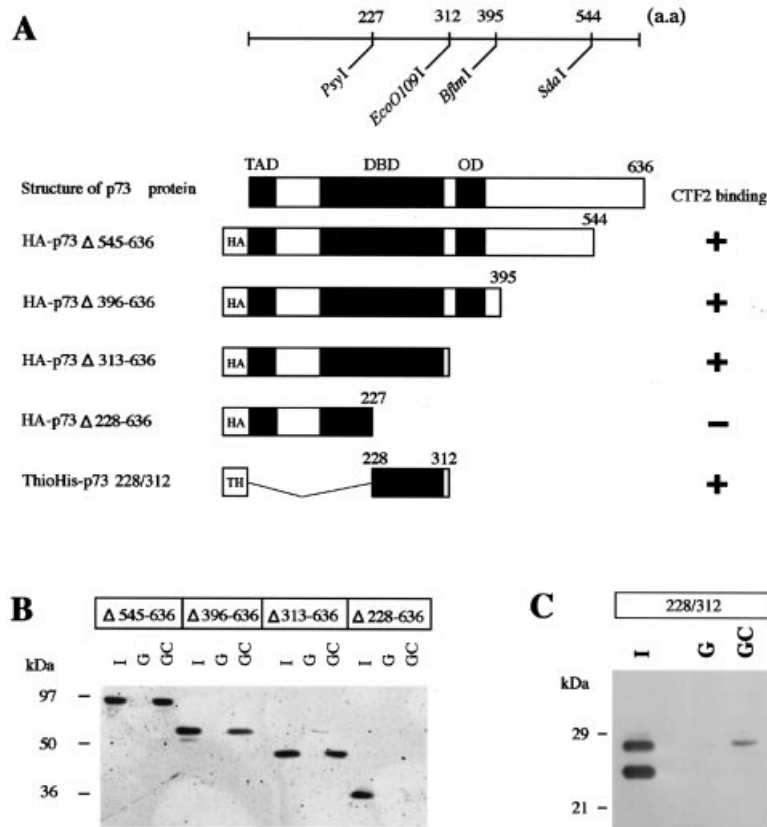 A
227 312 395 544 (a.a)
PsyI EcoO109I BflmI SdaI
TAD DBD OD 636
Structure of p73 protein CTF2 binding
544
HA-p73 Δ 545-636 HA +
395
HA-p73 Δ 396-636 HA +
HA-p73 Δ 313-636 HA +
227
HA-p73 Δ 228-636 HA −
228 312
ThioHis-p73 228/312 TH +
B
Δ 545-636 Δ396-636 Δ313-636 Δ 228-636
I G GC I G GC I G GC I G GC
kDa
97
50
36
C
228/312
I G GC
kDa
29
21